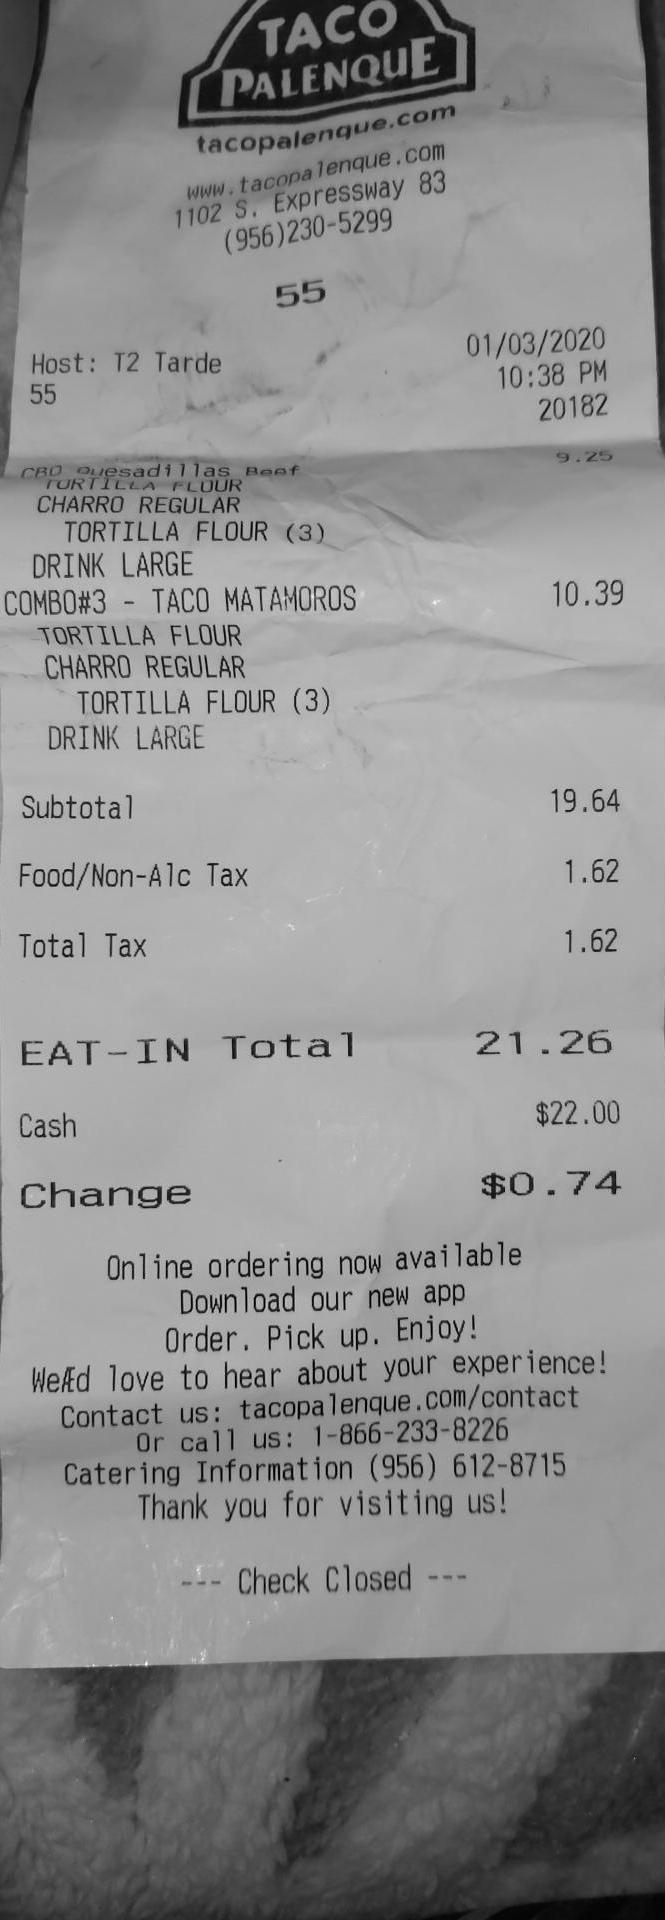 TACO
PALENQUE
tacopalenque.com
www.tacopalenque.com
1102 S. Expressway 83
(956)230-5299
55
Host: T2 Tarde 01/03/2020
55 10:38 PM
20182
CBO Quesadillas Beef 9.25
TORTILLA FLOUR
CHARRO REGULAR
TORTILLA FLOUR (3)
DRINK LARGE
COMBO#3 - TACO MATAMOROS 10.39
TORTILLA FLOUR
CHARRO REGULAR
TORTILLA FLOUR (3)
DRINK LARGE
Subtotal 19.64
Food/Non-Alc Tax 1.62
Total Tax 1.62
EAT-IN Total 21.26
Cash $22.00
Change $0.74
Online ordering now available
Download our new app
Order. Pick up. Enjoy!
WeÆd love to hear about your experience!
Contact us: tacopalenque.com/contact
Or call us: 1-866-233-8226
Catering Information (956) 612-8715
Thank you for visiting us!
--- Check Closed ---